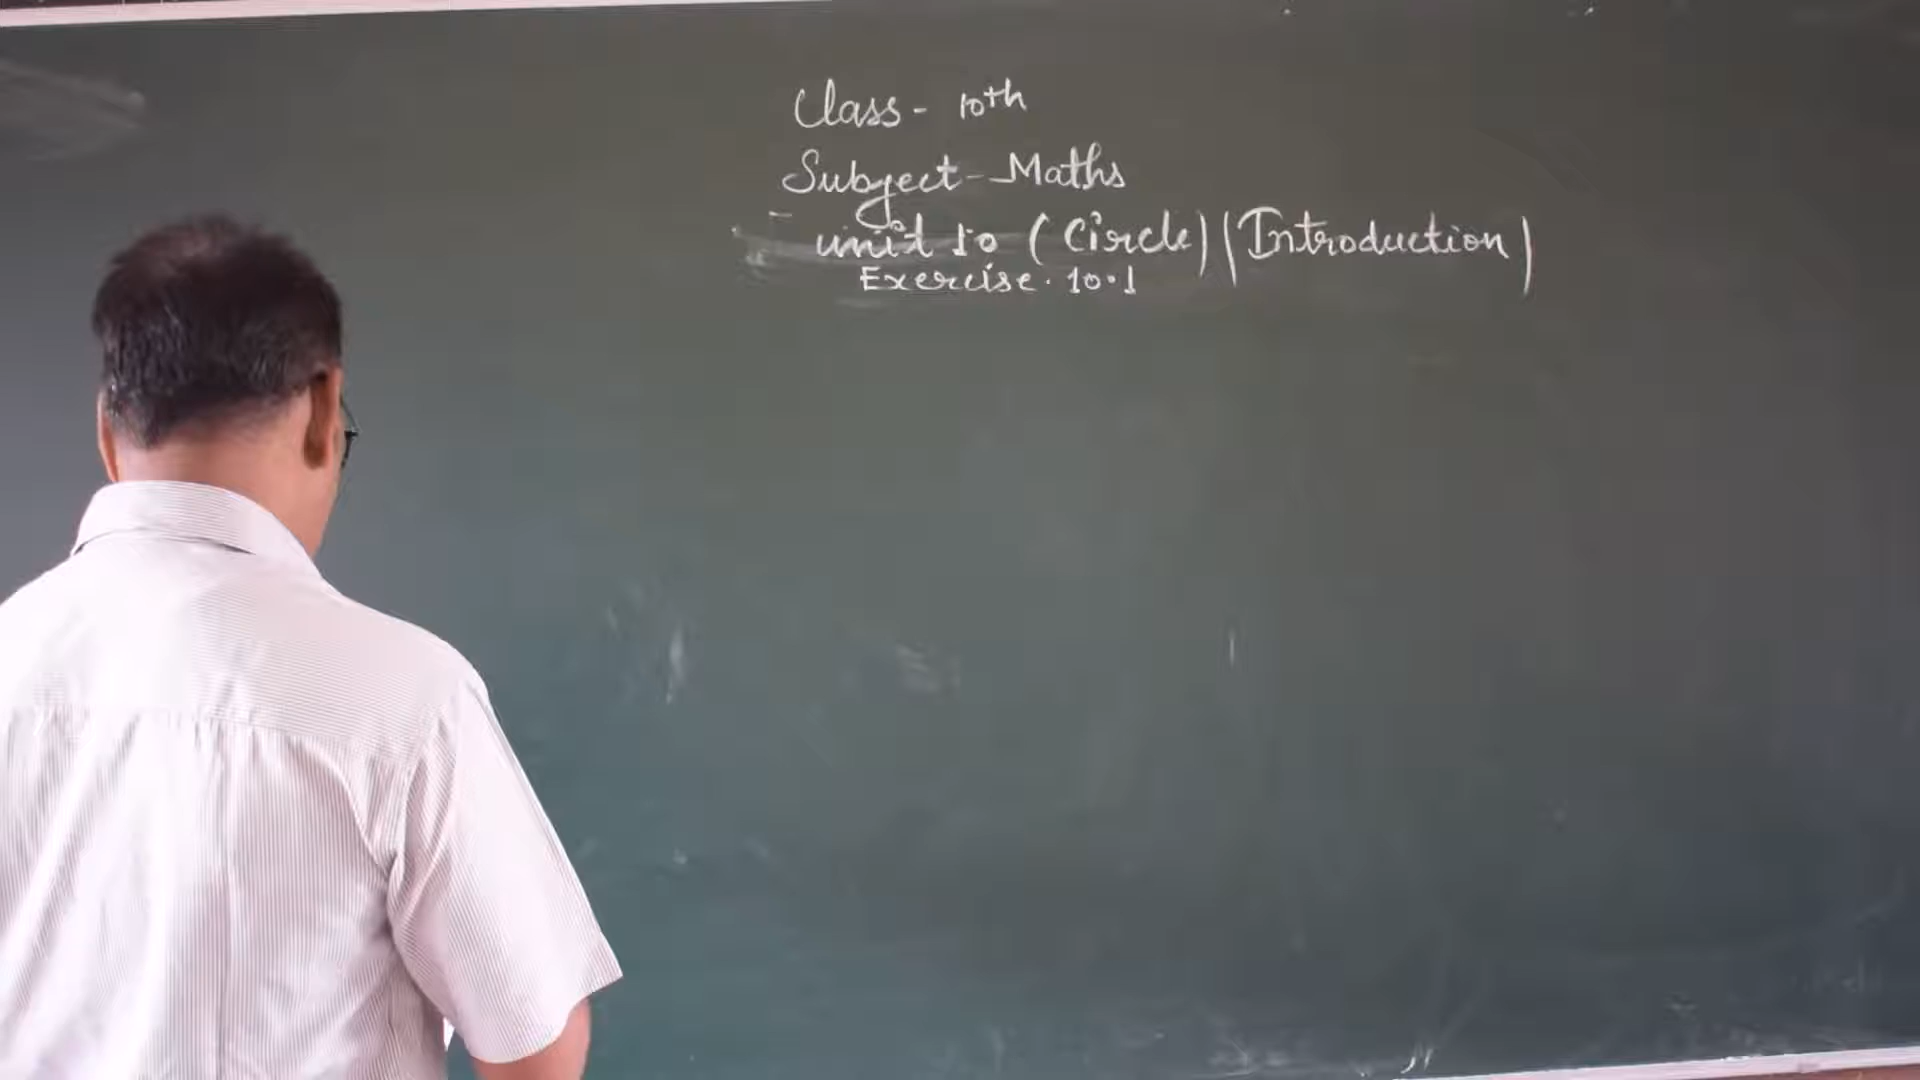 Class - 10th
Subject - Maths
unit 10 (Circle) (Introduction)
Exercise. 10.1